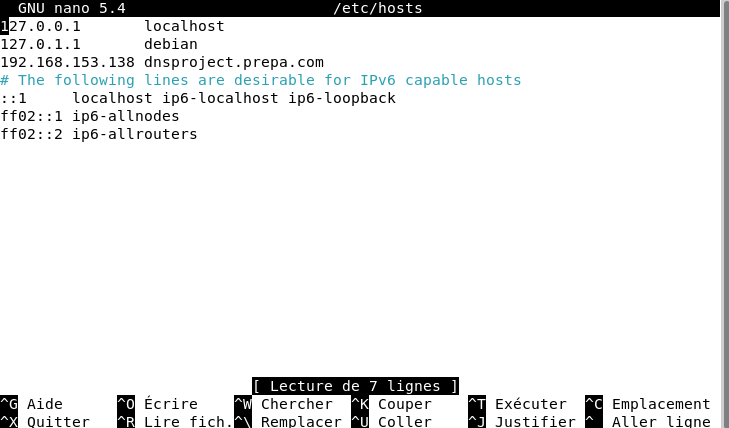 GNU nano 5.4 /etc/hosts
127.0.0.1 localhost
127.0.1.1 debian
192.168.153.138 dnsproject.prepa.com
# The following lines are desirable for IPv6 capable hosts
::1 localhost ip6-localhost ip6-loopback
ff02::1 ip6-allnodes
ff02::2 ip6-allrouters
[ Lecture de 7 lignes ]
^G Aide ^O Écrire ^W Chercher ^K Couper ^T Exécuter ^C Emplacement
^X Quitter ^R Lire fich. ^\ Remplacer ^U Coller ^J Justifier ^_ Aller ligne